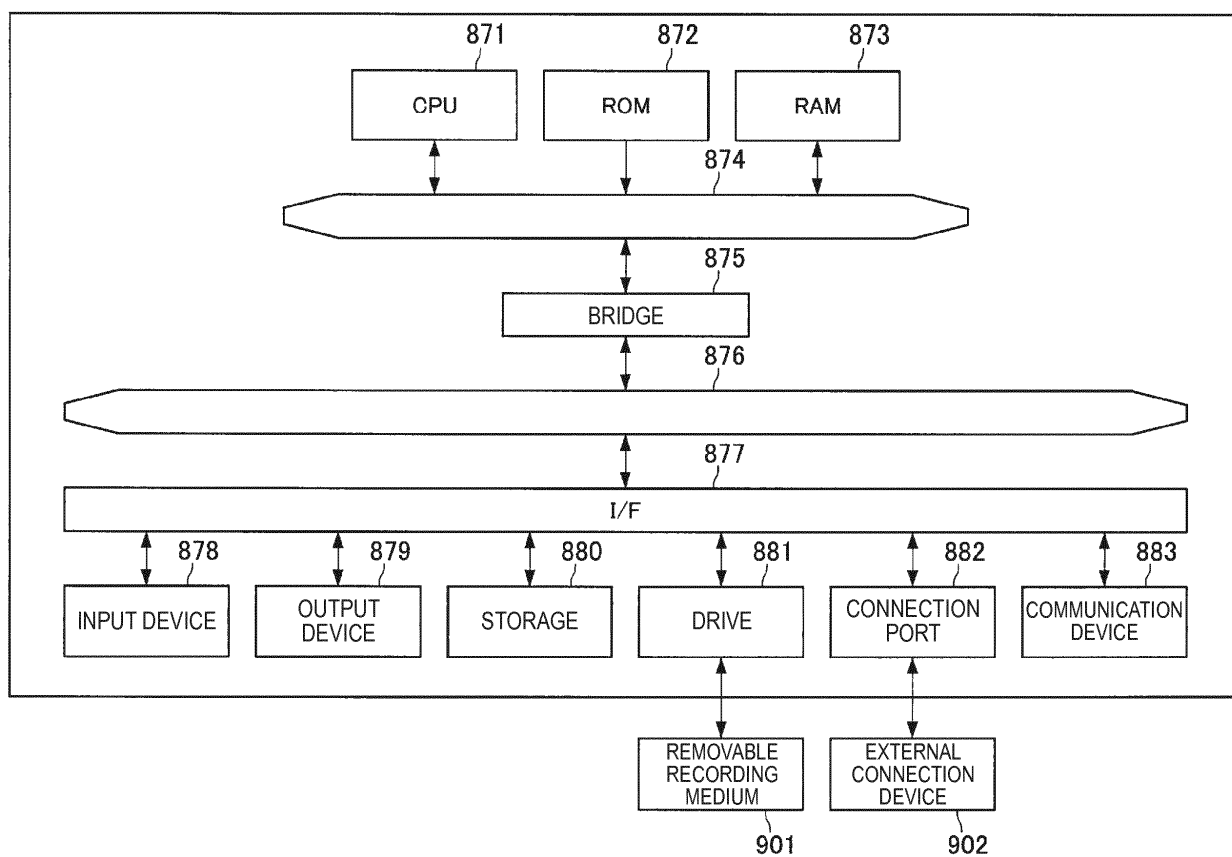 871
872
873
CPU
ROM
RAM
874
875
BRIDGE
876
877
I/F
878
879
880
881
882
883
INPUT DEVICE
OUTPUT
DEVICE
STORAGE
DRIVE
CONNECTION
PORT
COMMUNICATION
DEVICE
REMOVABLE
RECORDING
MEDIUM
EXTERNAL
CONNECTION
DEVICE
901
902